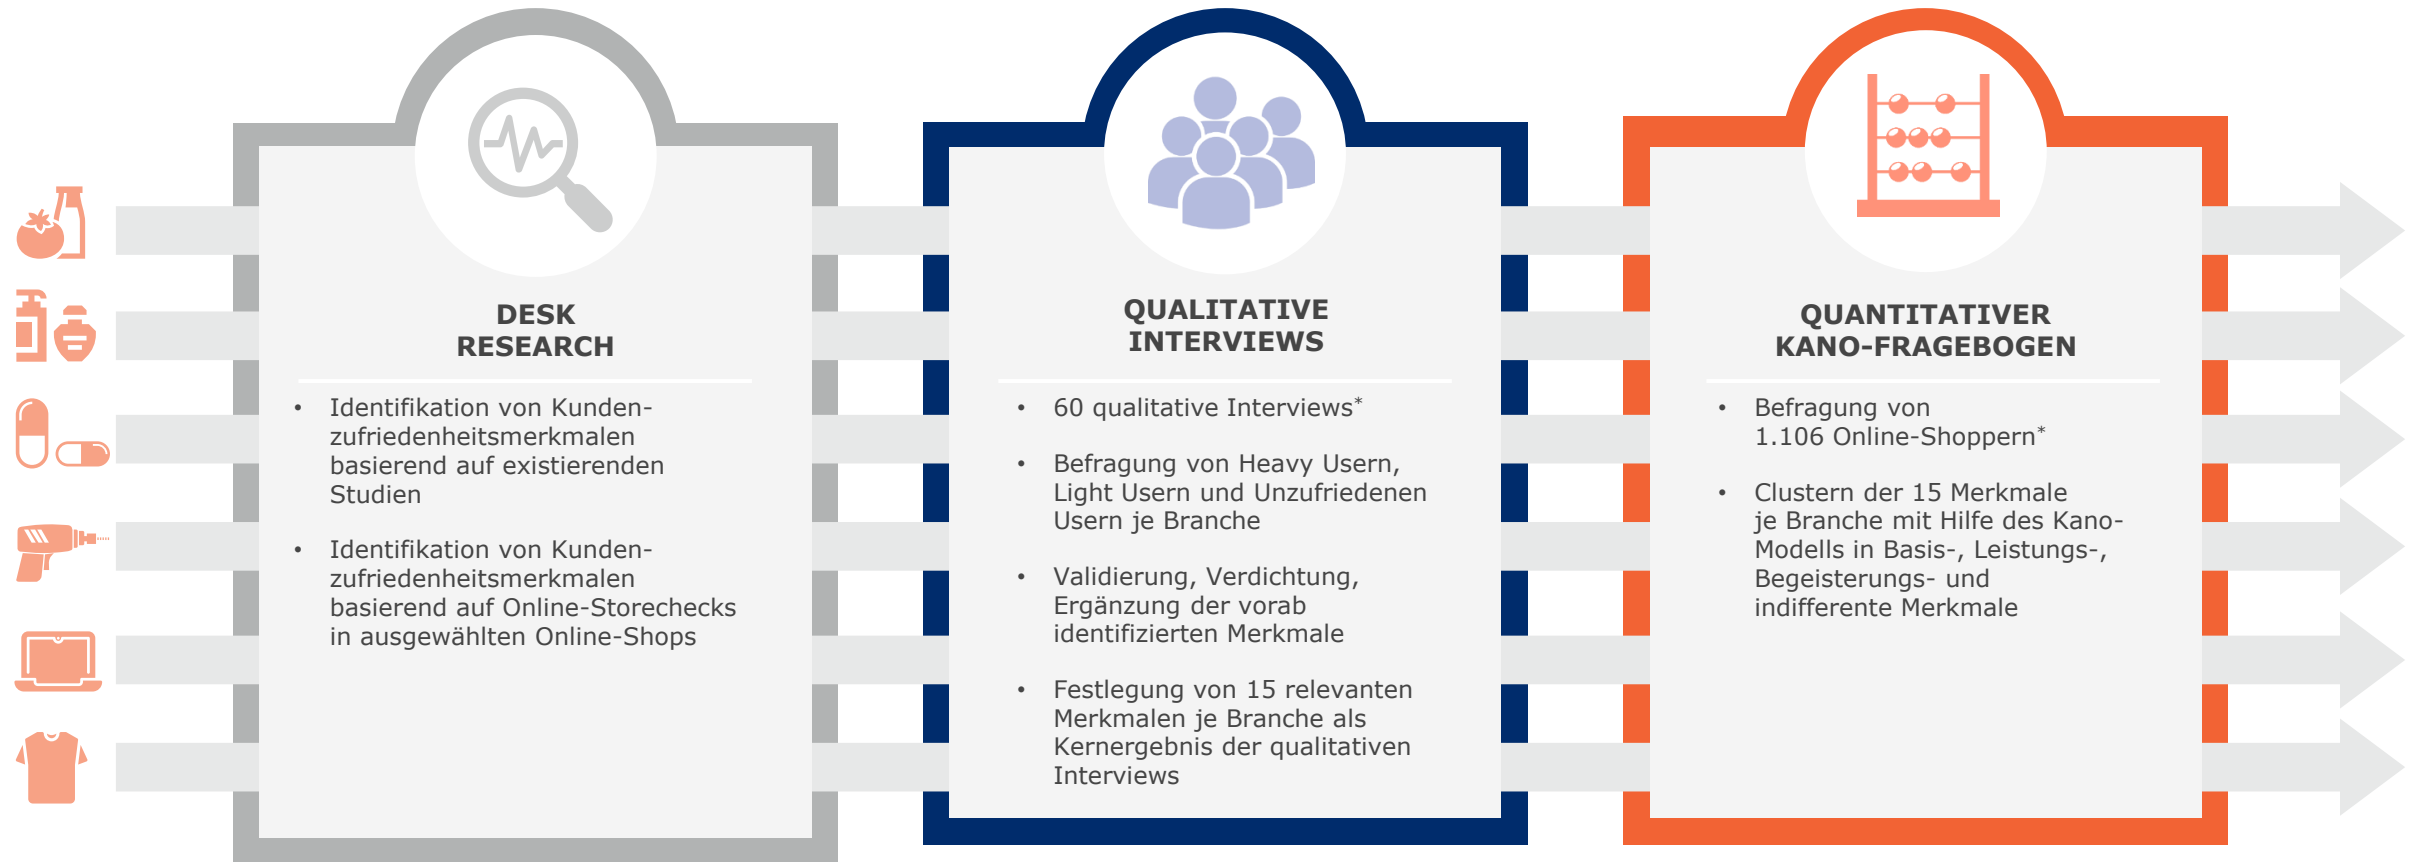 DESK
RESEARCH
• Identifikation von Kunden-
zufriedenheitsmerkmalen
basierend auf existierenden
Studien
• Identifikation von Kunden-
zufriedenheitsmerkmalen
basierend auf Online-Storechecks
in ausgewählten Online-Shops
QUALITATIVE
INTERVIEWS
• 60 qualitative Interviews*
• Befragung von Heavy Usern,
Light Usern und Unzufriedenen
Usern je Branche
• Validierung, Verdichtung,
Ergänzung der vorab
identifizierten Merkmale
• Festlegung von 15 relevanten
Merkmalen je Branche als
Kernergebnis der qualitativen
Interviews
QUANTITATIVER
KANO-FRAGEBOGEN
• Befragung von
1.106 Online-Shoppern*
• Clustern der 15 Merkmale
je Branche mit Hilfe des Kano-
Modells in Basis-, Leistungs-,
Begeisterungs- und
indifferente Merkmale